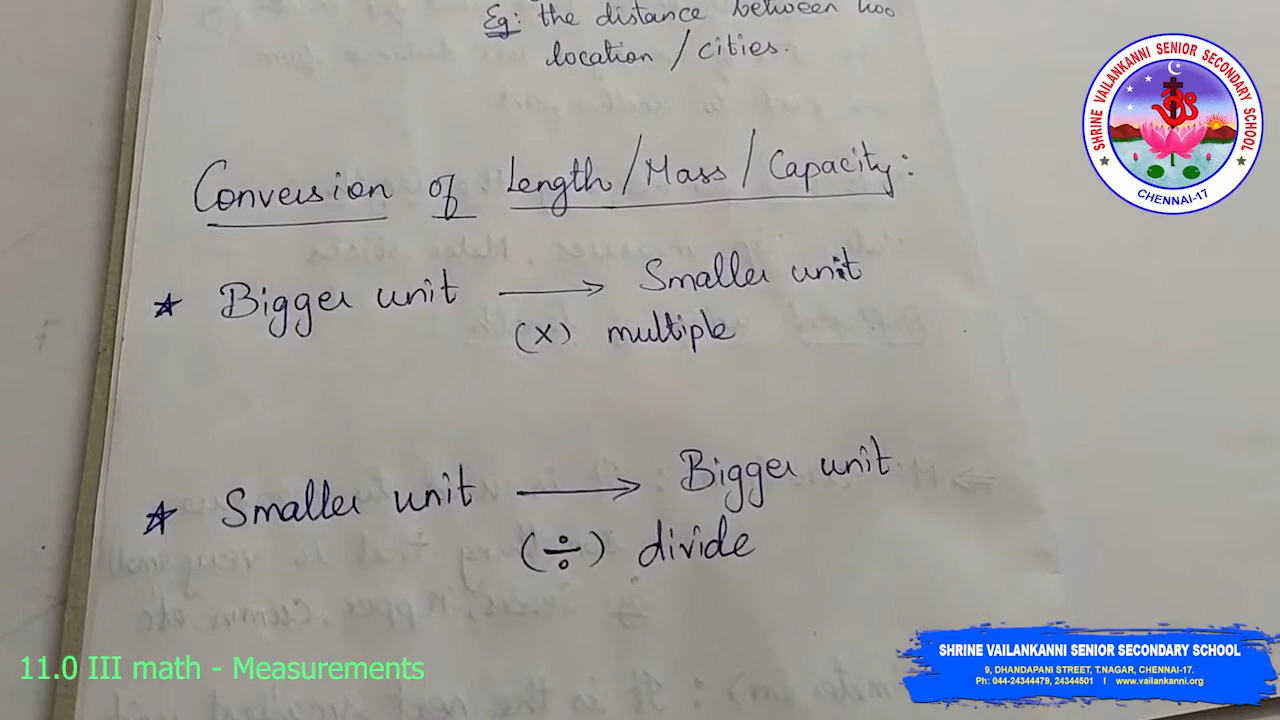 Eg: the distance between two
location / cities.
Conversion of Length / Mass / Capacity:
* Bigger unit → Smaller unit
(×) multiple
* Smaller unit → Bigger unit
(÷) divide
SHRINE VAILANKANNI SENIOR SECONDARY SCHOOL
CHENNAI-17
11.0 III math - Measurements
SHRINE VAILANKANNI SENIOR SECONDARY SCHOOL
9, DHANDAPANI STREET, T.NAGAR, CHENNAI-17.
Ph: 044-24344479, 24344501 I www.vailankanni.org